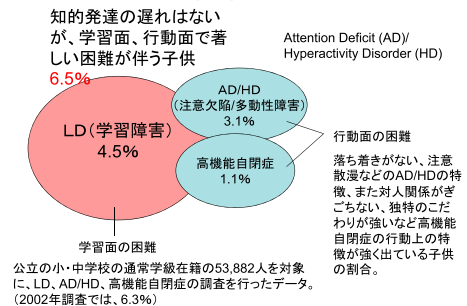 知的発達の遅れはない
が、学習面、行動面で著
しい困難が伴う子供
6.5%
Attention Deficit (AD)/
Hyperactivity Disorder (HD)
AD/HD
(注意欠陥/多動性障害)
3.1%
LD(学習障害)
4.5%
高機能自閉症
1.1%
行動面の困難
落ち着きがない、注意
散漫などのAD/HDの特
徴、また対人関係がぎ
ごちない、独特のこだ
わりが強いなど高機能
自閉症の行動上の特
徴が強く出ている子供
の割合。
学習面の困難
公立の小・中学校の通常学級在籍の53,882人を対象
に、LD、AD/HD、高機能自閉症の調査を行ったデータ。
(2002年調査では、6.3%)